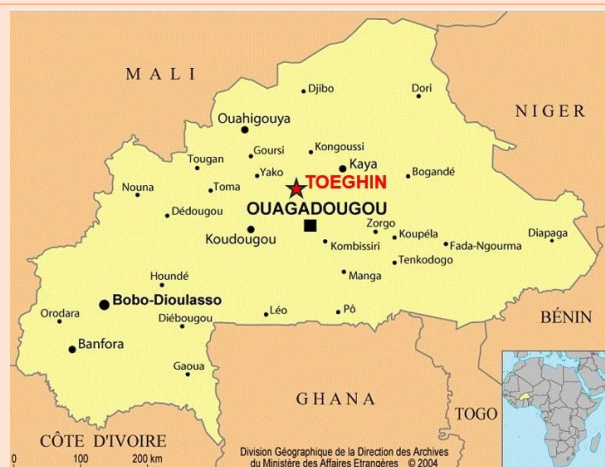 MALI
Djibo
Dori
NIGER
Ouahigouya
Goursi
Kongoussi
Tougan
Kaya
Yako
Bogandé
Nouna
Toma
TOEGHIN
Dédougou
OUAGADOUGOU
Zorgo
Koupéla
Diapaga
Koudougou
Kombissiri
Fada-Ngourma
Tenkodogo
Manga
Houndé
Bobo-Dioulasso
Orodara
Diébougou
Léo
Pô
BÉNIN
Banfora
Gaoua
GHANA
TOGO
CÔTE D'IVOIRE
0 100 200 km
Division Géographique de la Direction des Archives
du Ministère des Affaires Etrangères © 2004